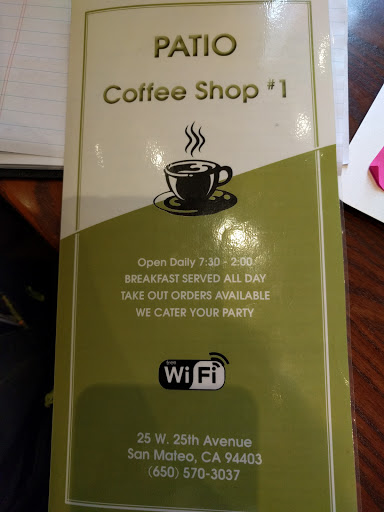 PATIO
Coffee Shop #1
Open Daily 7:30 - 2:00
BREAKFAST SERVED ALL DAY
TAKE OUT ORDERS AVAILABLE
WE CATER YOUR PARTY
free
WiFi
25 W. 25th Avenue
San Mateo, CA 94403
(650) 570-3037